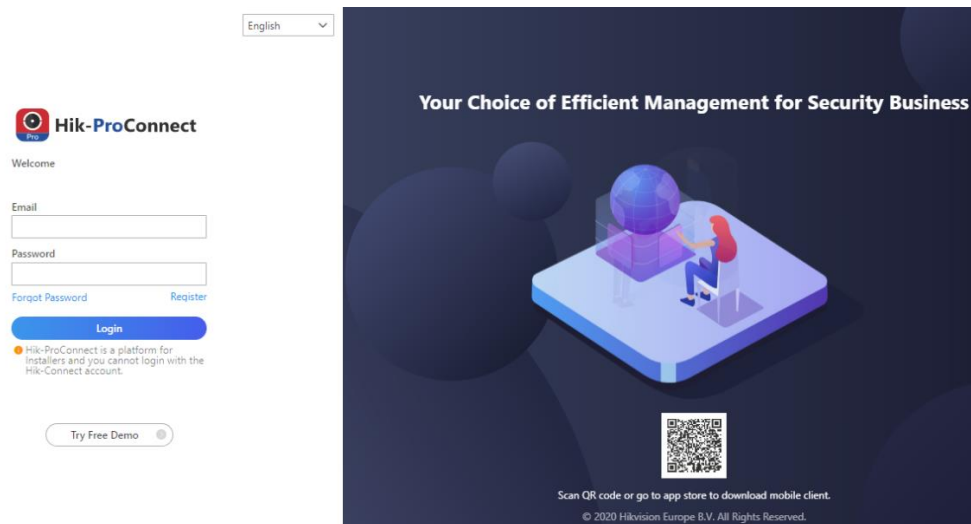 English
Hik-ProConnect
Pro
Welcome
Email
Password
Forgot Password
Register
Login
Hik-ProConnect is a platform for
Installers and you cannot login with the
Hik-Connect account.
Try Free Demo
Your Choice of Efficient Management for Security Business
Scan QR code or go to app store to download mobile client.
© 2020 Hikvision Europe B.V. All Rights Reserved.